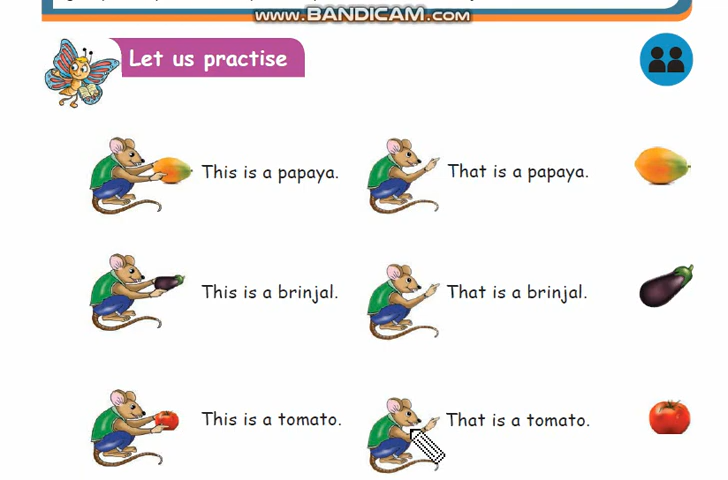 www.BANDICAM.com
Let us practise
This is a papaya.
That is a papaya.
This is a brinjal.
That is a brinjal.
This is a tomato.
That is a tomato.